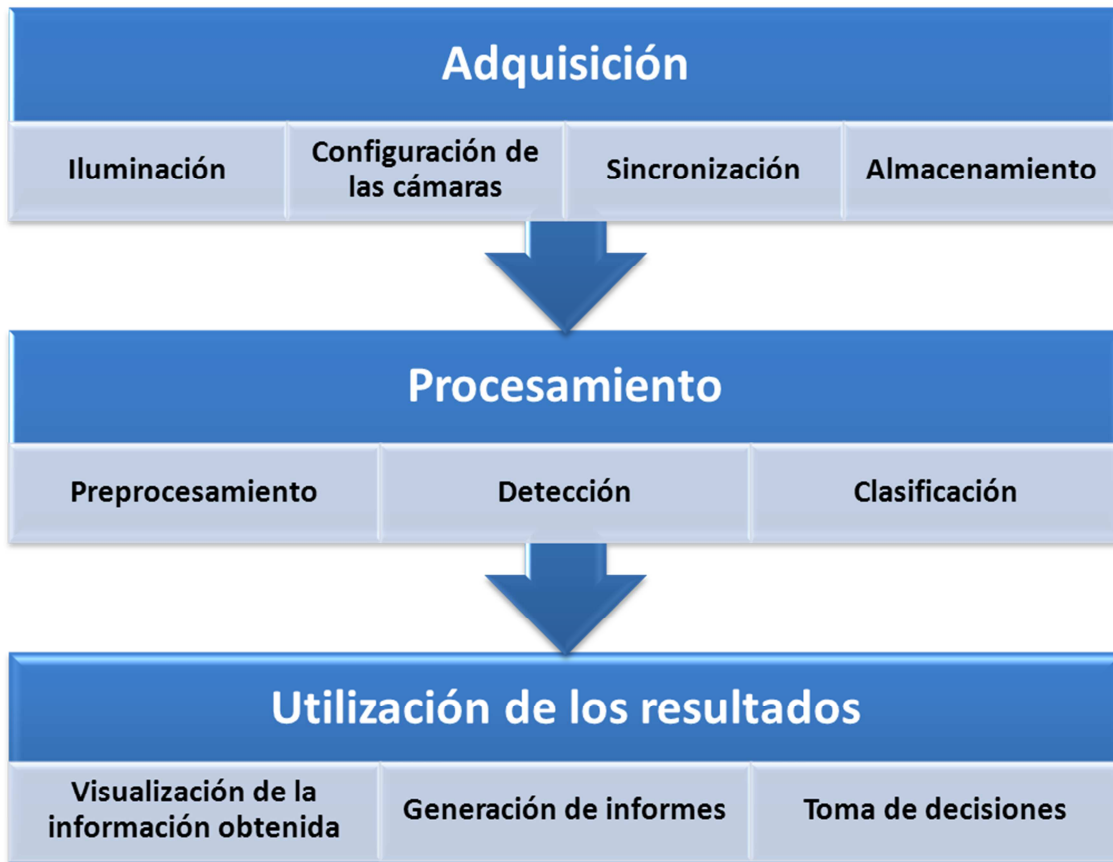 Adquisición
Iluminación
Configuración de
las cámaras
Sincronización
Almacenamiento
Procesamiento
Preprocesamiento
Detección
Clasificación
Utilización de los resultados
Visualización de la
información obtenida
Generación de informes
Toma de decisiones